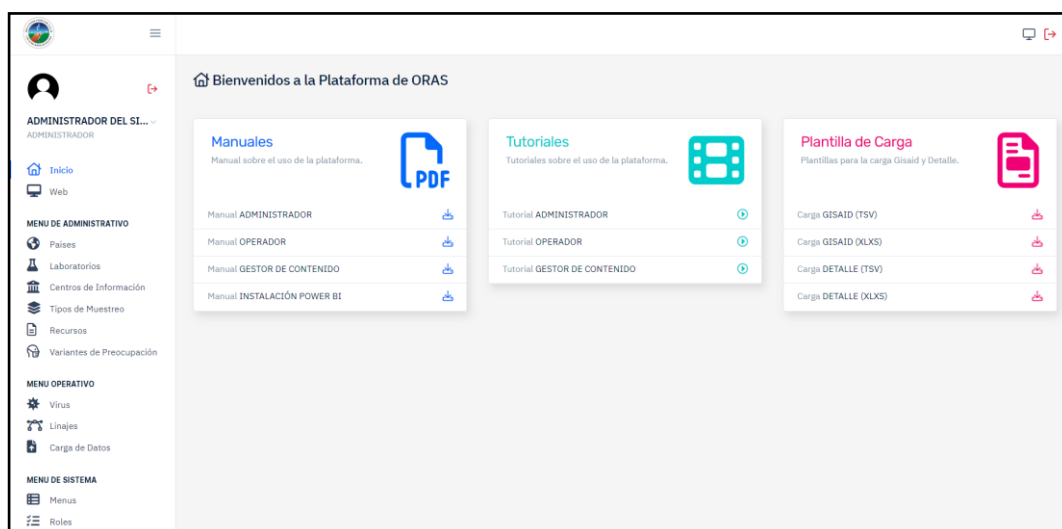 Bienvenidos a la Plataforma de ORAS
ADMINISTRADOR DEL SI...
ADMINISTRADOR
Inicio
Web
MENU DE ADMINISTRATIVO
Países
Laboratorios
Centros de Información
Tipos de Muestreo
Recursos
Variantes de Preocupación
MENU OPERATIVO
Virus
Linajes
Carga de Datos
MENU DE SISTEMA
Menus
Roles
Manuales
Manual sobre el uso de la plataforma.
PDF
Manual ADMINISTRADOR
Manual OPERADOR
Manual GESTOR DE CONTENIDO
Manual INSTALACIÓN POWER BI
Tutoriales
Tutoriales sobre el uso de la plataforma.
Tutorial ADMINISTRADOR
Tutorial OPERADOR
Tutorial GESTOR DE CONTENIDO
Plantilla de Carga
Plantillas para la carga Gisaid y Detalle.
Carga GISAID (TSV)
Carga GISAID (XLXS)
Carga DETALLE (TSV)
Carga DETALLE (XLXS)